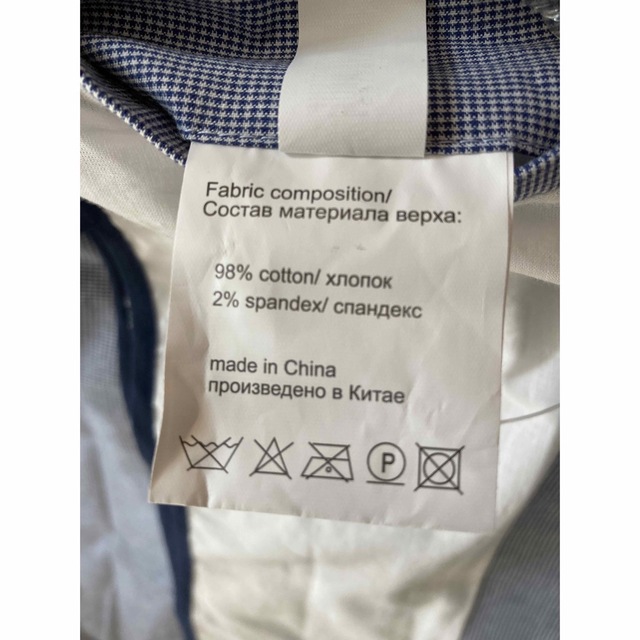 Fabric composition/
Состав материала верха:
98% cotton/ хлопок
2% spandex/ спандекс
made in China
произведено в Китае
P